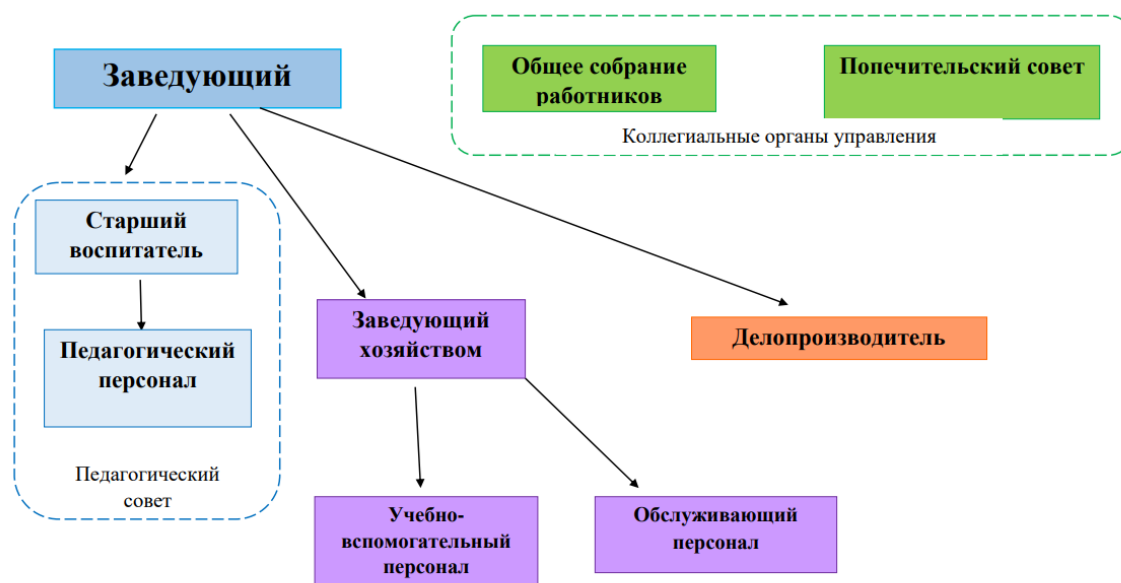 Заведующий
Общее собрание
работников
Попечительский совет
Коллегиальные органы управления
Старший
воспитатель
Педагогический
персонал
Педагогический
совет
Заведующий
хозяйством
Делопроизводитель
Учебно-
вспомогательный
персонал
Обслуживающий
персонал